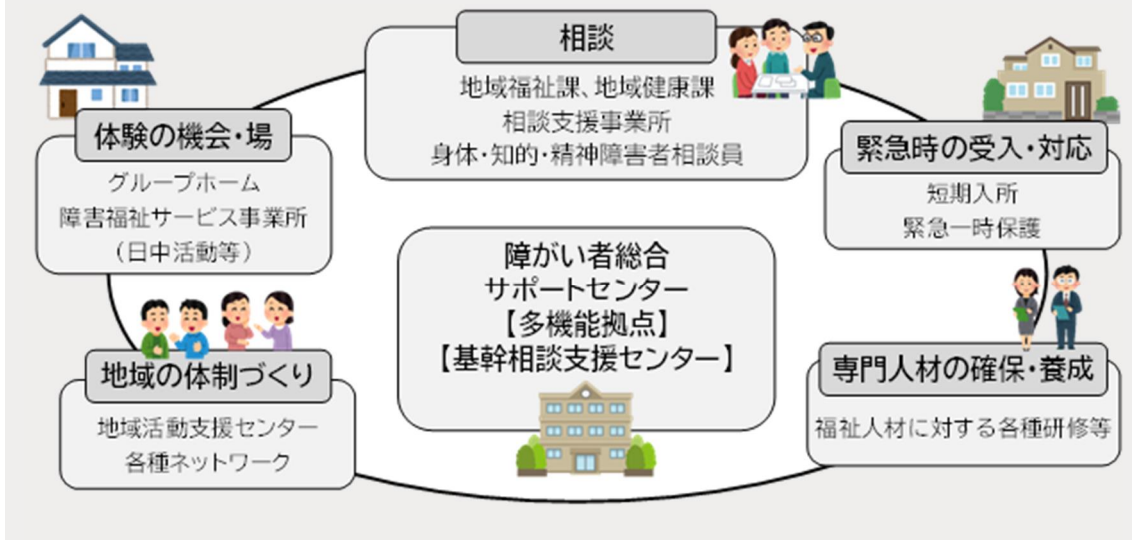 相談
地域福祉課、地域健康課
相談支援事業所
身体・知的・精神障害者相談員
体験の機会・場
グループホーム
障害福祉サービス事業所
（日中活動等）
緊急時の受入・対応
短期入所
緊急一時保護
障がい者総合
サポートセンター
【多機能拠点】
【基幹相談支援センター】
地域の体制づくり
地域活動支援センター
各種ネットワーク
専門人材の確保・養成
福祉人材に対する各種研修等